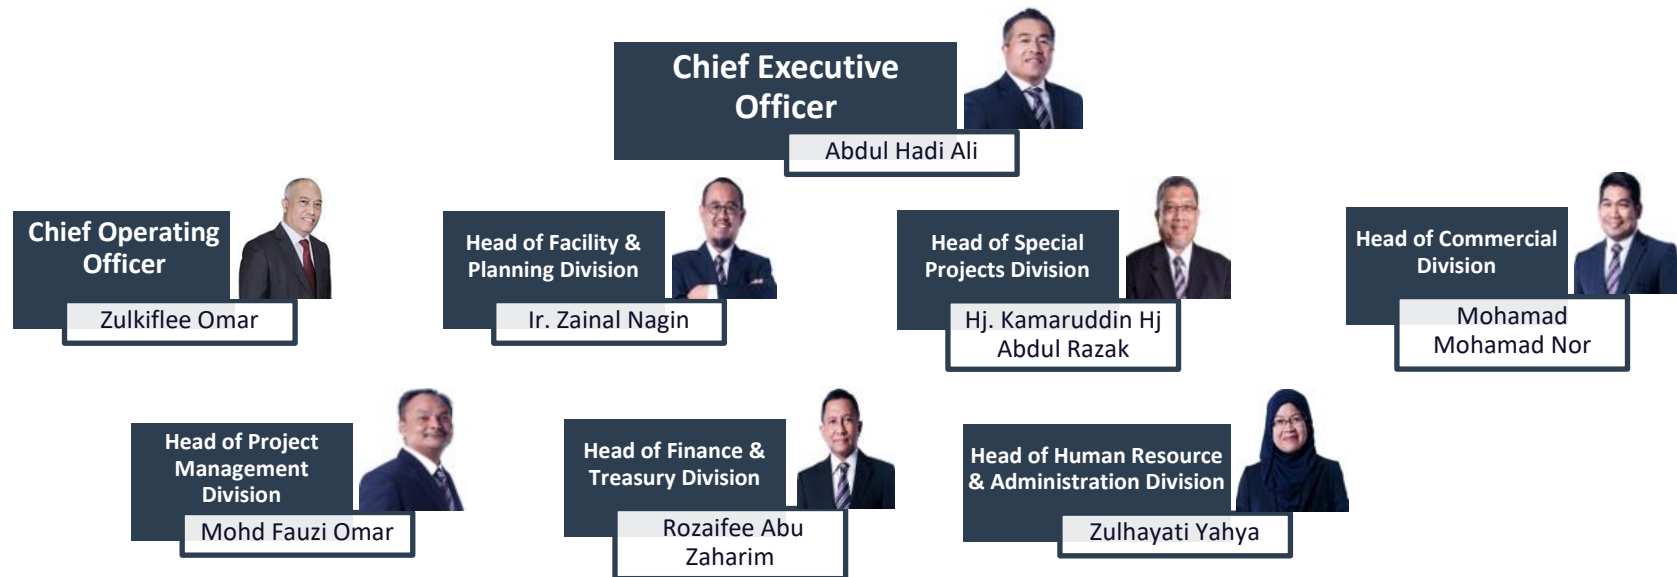 Chief Executive
Officer
Abdul Hadi Ali
Chief Operating
Officer
Zulkiflee Omar
Head of Facility &
Planning Division
Ir. Zainal Nagin
Head of Special
Projects Division
Hj. Kamaruddin Hj
Abdul Razak
Head of Commercial
Division
Mohamad
Mohamad Nor
Head of Project
Management
Division
Mohd Fauzi Omar
Head of Finance &
Treasury Division
Rozaifee Abu
Zaharim
Head of Human Resource
& Administration Division
Zulhayati Yahya